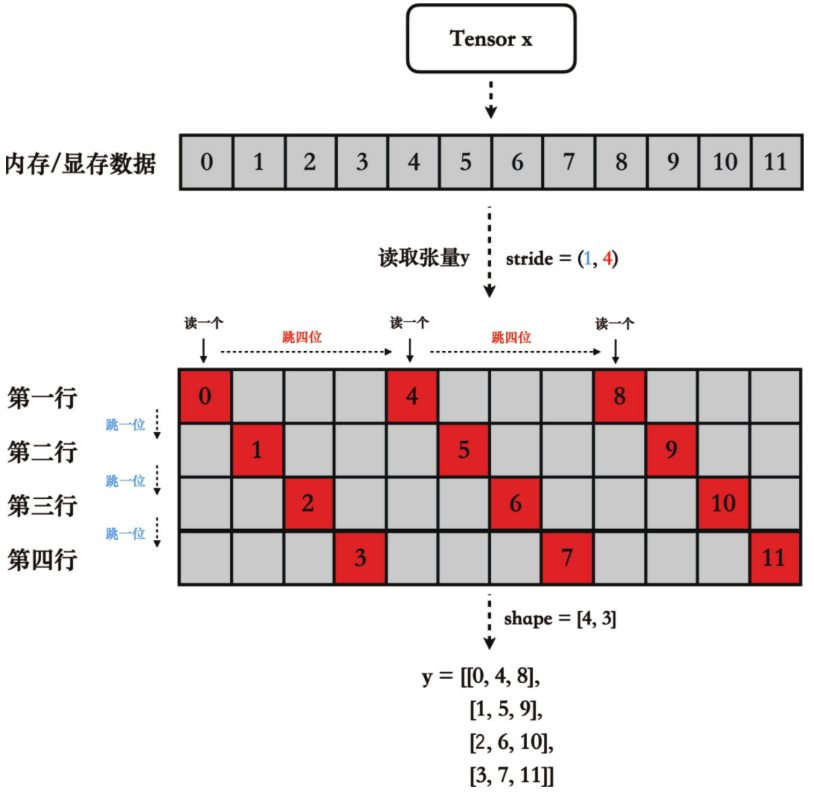 Tensor x
内存/显存数据 0 1 2 3 4 5 6 7 8 9 10 11
读取张量y stride = (1, 4)
读一个 读一个 读一个
跳四位 跳四位
第一行 0 4 8
跳一位
第二行 1 5 9
跳一位
第三行 2 6 10
跳一位
第四行 3 7 11
shape = [4, 3]
y = [[0, 4, 8],
[1, 5, 9],
[2, 6, 10],
[3, 7, 11]]